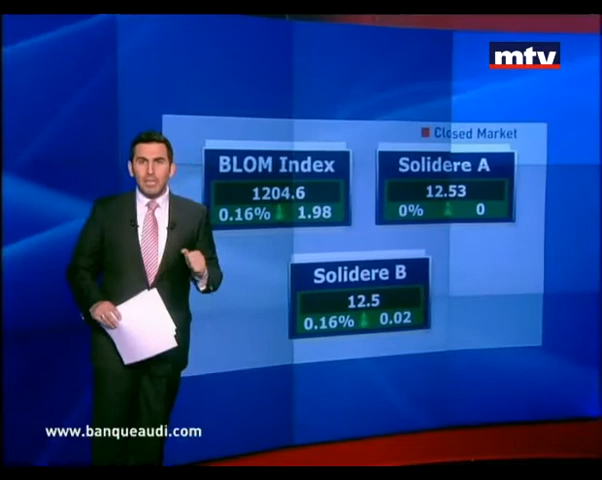 mtv
Closed Market
BLOM Index
1204.6
0.16% 1.98
Solidere A
12.53
0% 0
Solidere B
12.5
0.16% 0.02
www.banqueaudi.com